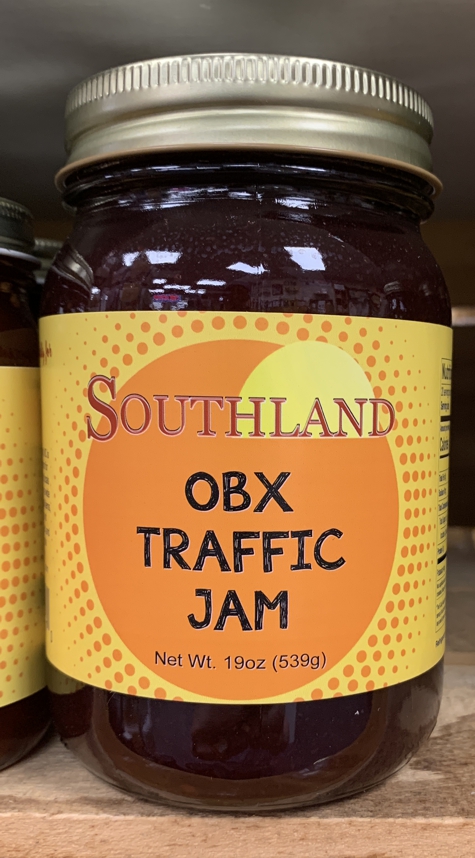 SOUTHLAND
OBX
TRAFFIC
JAM
Net Wt. 19oz (539g)